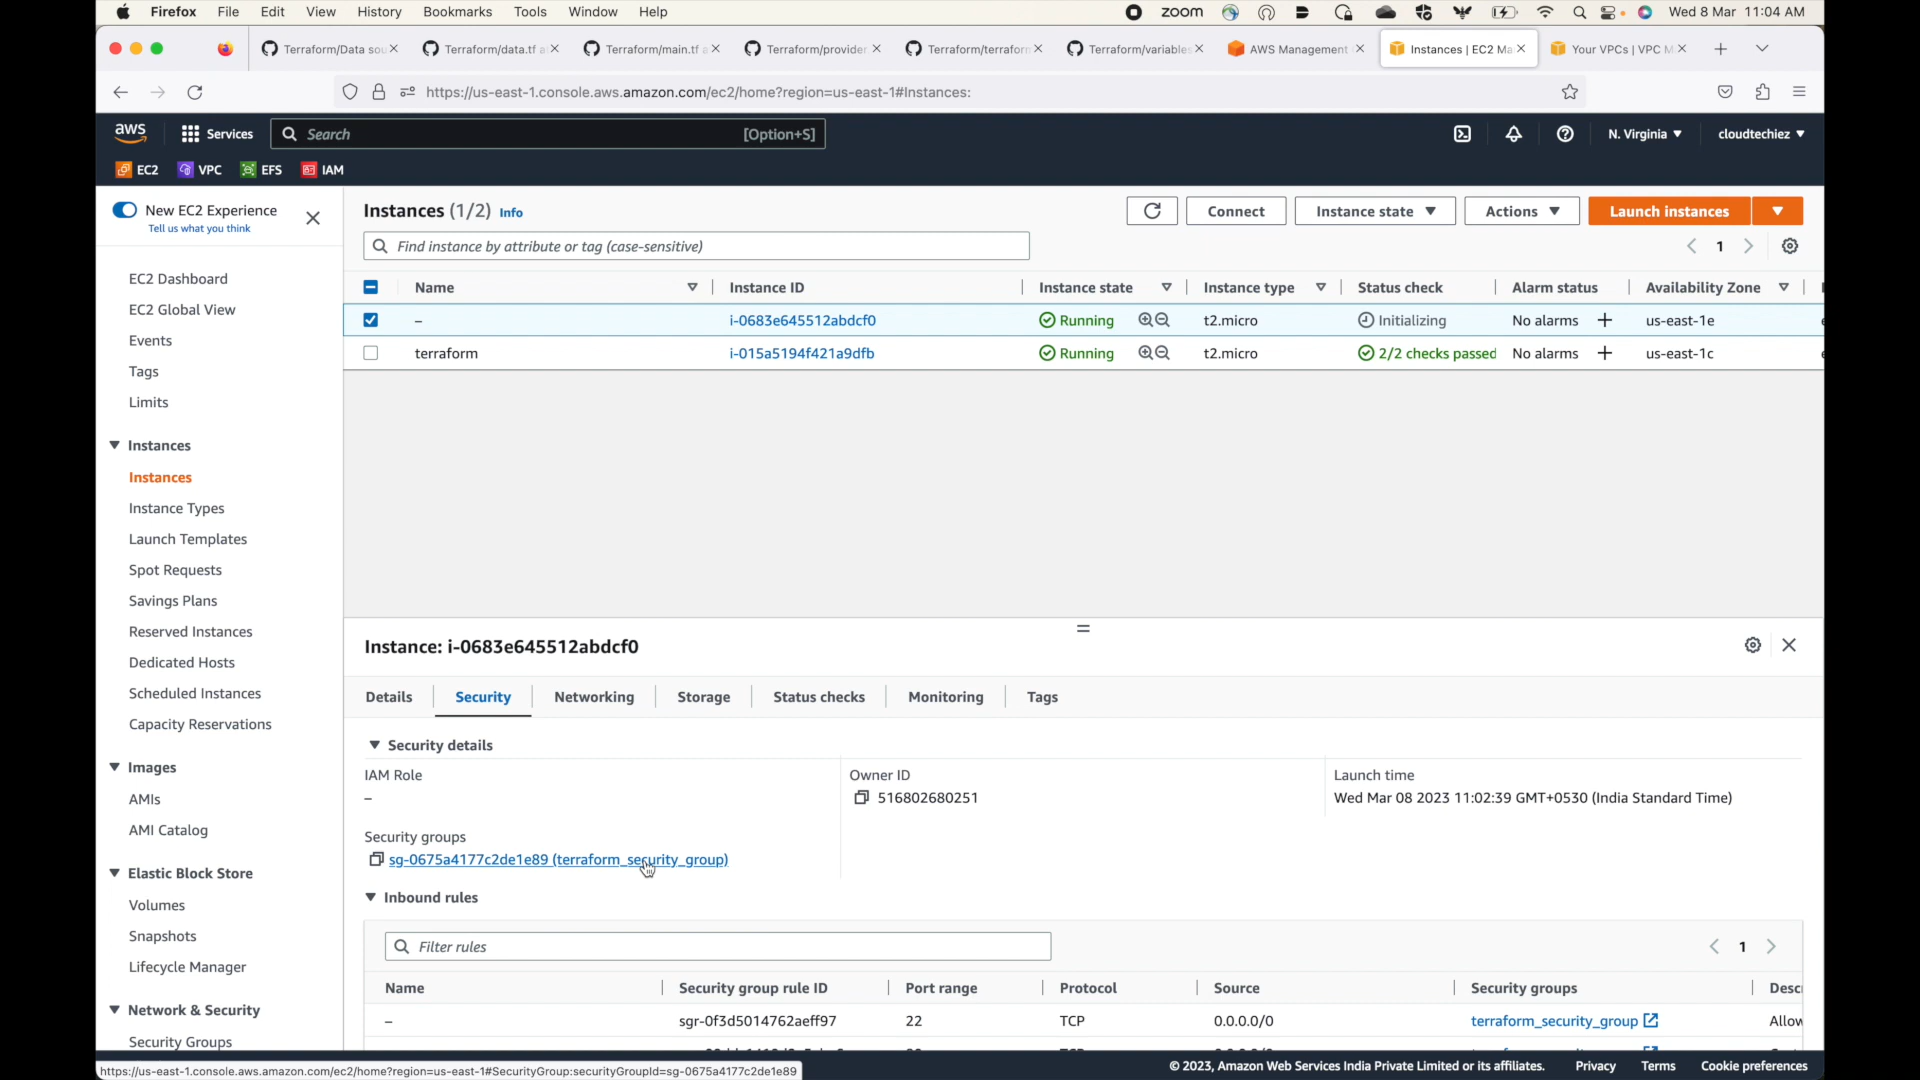 Firefox File Edit View History Bookmarks Tools Window Help zoom Wed 8 Mar 11:04 AM
Terraform/Data sou Terraform/data.tf a Terraform/main.tf a Terraform/provider Terraform/terraform Terraform/variables AWS Management Instances | EC2 Ma Your VPCs | VPC M
https://us-east-1.console.aws.amazon.com/ec2/home?region=us-east-1#Instances:
aws Services Search [Option+S] N. Virginia cloudtechiez
EC2 VPC EFS IAM
New EC2 Experience
Tell us what you think
EC2 Dashboard
EC2 Global View
Events
Tags
Limits
Instances
Instances
Instance Types
Launch Templates
Spot Requests
Savings Plans
Reserved Instances
Dedicated Hosts
Scheduled Instances
Capacity Reservations
Images
AMIs
AMI Catalog
Elastic Block Store
Volumes
Snapshots
Lifecycle Manager
Network & Security
Security Groups
Instances (1/2) Info Connect Instance state Actions Launch instances
Find instance by attribute or tag (case-sensitive) 1
Name Instance ID Instance state Instance type Status check Alarm status Availability Zone
– i-0683e645512abdcf0 Running t2.micro Initializing No alarms + us-east-1e
terraform i-015a5194f421a9dfb Running t2.micro 2/2 checks passed No alarms + us-east-1c
Instance: i-0683e645512abdcf0
Details Security Networking Storage Status checks Monitoring Tags
Security details
IAM Role Owner ID Launch time
– 516802680251 Wed Mar 08 2023 11:02:39 GMT+0530 (India Standard Time)
Security groups
sg-0675a4177c2de1e89 (terraform_security_group)
Inbound rules
Filter rules 1
Name Security group rule ID Port range Protocol Source Security groups Desc
– sgr-0f3d5014762aeff97 22 TCP 0.0.0.0/0 terraform_security_group Allow
https://us-east-1.console.aws.amazon.com/ec2/home?region=us-east-1#SecurityGroup:securityGroupId=sg-0675a4177c2de1e89
© 2023, Amazon Web Services India Private Limited or its affiliates. Privacy Terms Cookie preferences